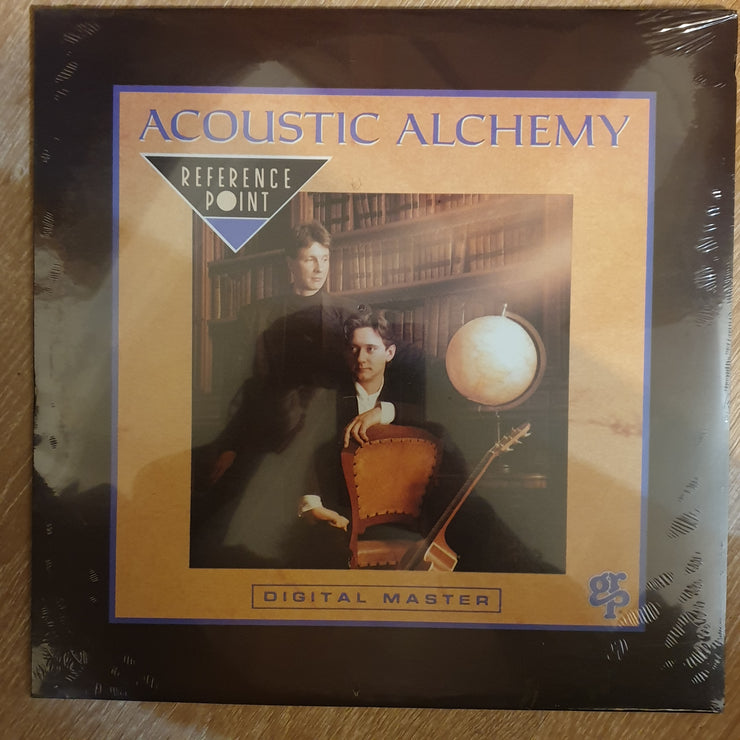 ACOUSTIC ALCHEMY
REFERENCE
POINT
DIGITAL MASTER
grp